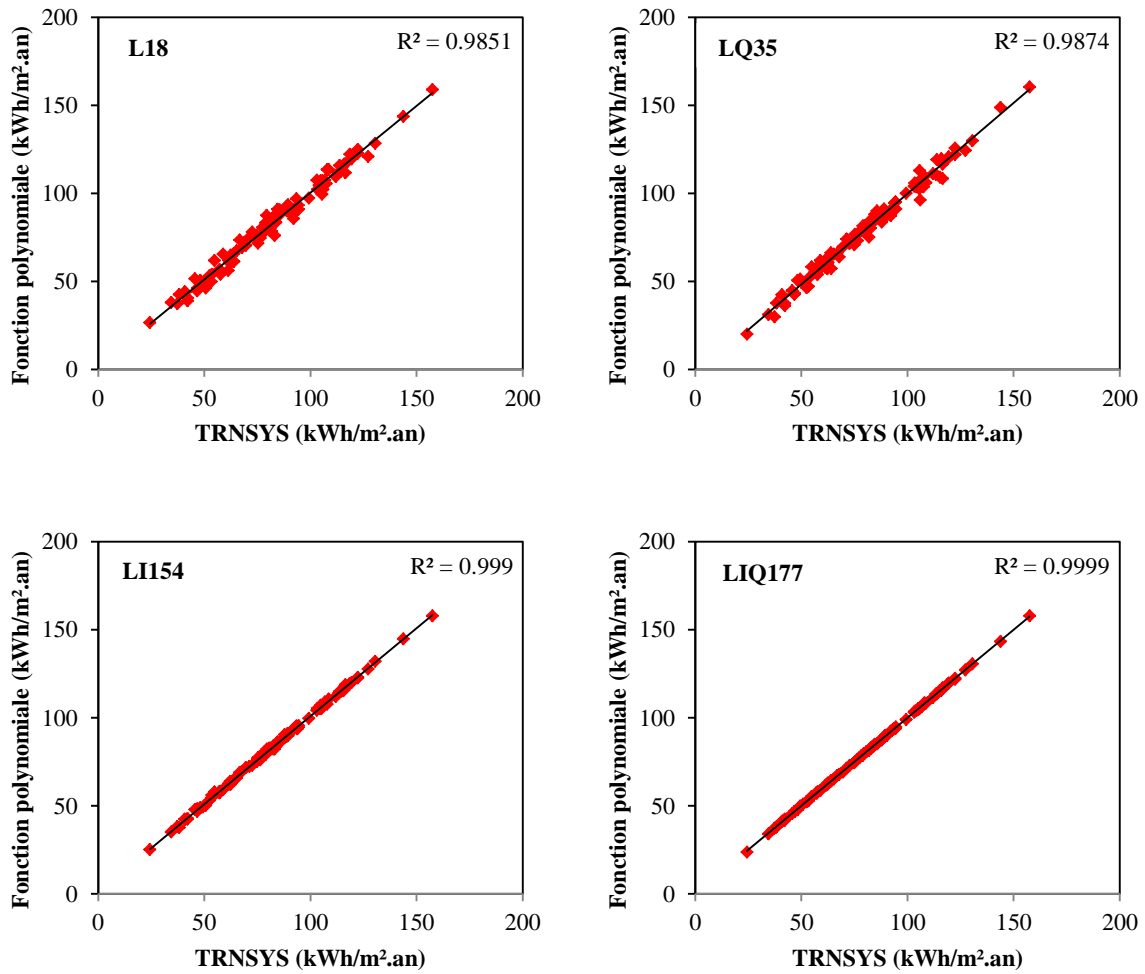 L18
R² = 0.9851
Fonction polynomiale (kWh/m².an)
200
150
100
50
0
0 50 100 150 200
TRNSYS (kWh/m².an)
LQ35
R² = 0.9874
Fonction polynomiale (kWh/m².an)
200
150
100
50
0
0 50 100 150 200
TRNSYS (kWh/m².an)
LI154
R² = 0.999
Fonction polynomiale (kWh/m².an)
200
150
100
50
0
0 50 100 150 200
TRNSYS (kWh/m².an)
LIQ177
R² = 0.9999
Fonction polynomiale (kWh/m².an)
200
150
100
50
0
0 50 100 150 200
TRNSYS (kWh/m².an)